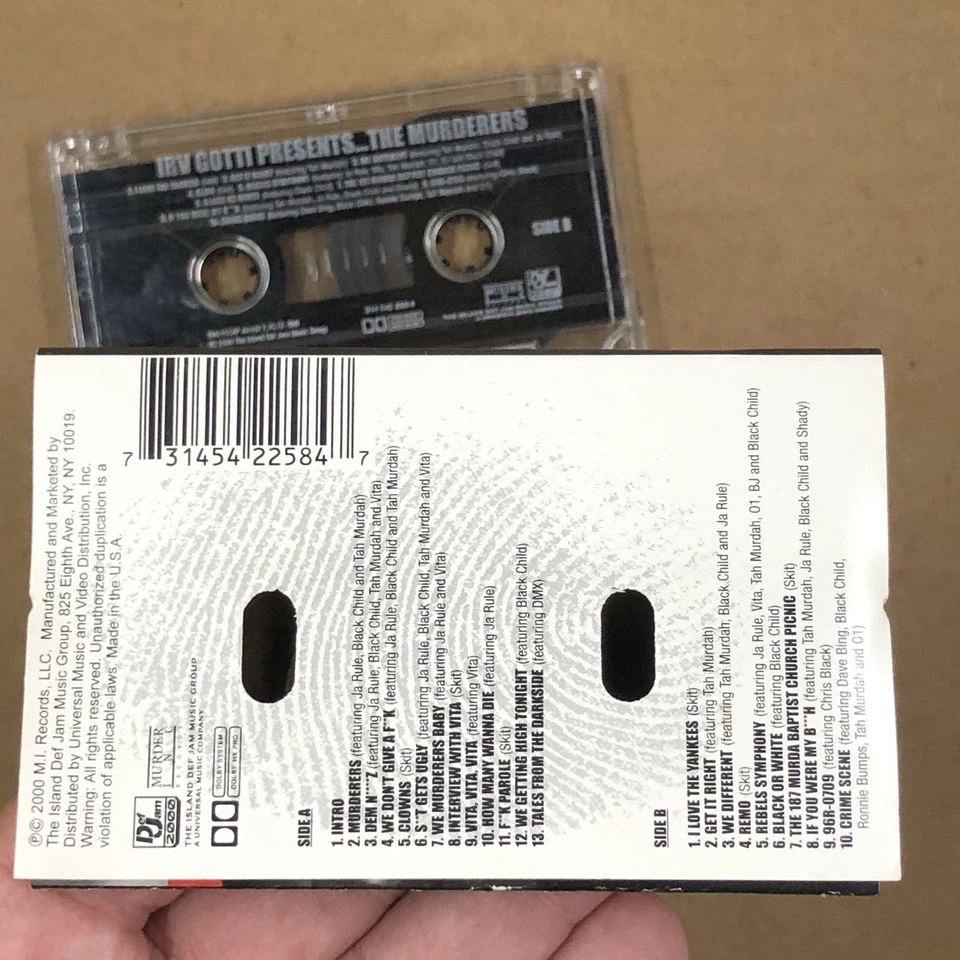 IRV GOTTI PRESENTS...THE MURDERERS
SIDE B
7 31454 22584 7
℗© 2000 M.I. Records, LLC. Manufactured and Marketed by
The Island Def Jam Music Group, 825 Eighth Ave., NY, NY 10019.
Distributed by Universal Music and Video Distribution, Inc.
Warning: All rights reserved. Unauthorized duplication is a
violation of applicable laws. Made in the U.S.A.
Def Jam 2000
MURDER INC
THE ISLAND DEF JAM MUSIC GROUP
A UNIVERSAL MUSIC COMPANY
DOLBY SYSTEM
DOLBY HX PRO
SIDE A
1. INTRO
2. MURDERERS (featuring Ja Rule, Black Child and Tah Murdah)
3. DEM N****Z (featuring Ja Rule, Black Child, Tah Murdah and Vita)
4. WE DON'T GIVE A F**K (featuring Ja Rule, Black Child and Tah Murdah)
5. CLOWNS (Skit)
6. S**T GETS UGLY (featuring Ja Rule, Black Child, Tah Murdah and Vita)
7. WE MURDERERS BABY (featuring Ja Rule and Vita)
8. INTERVIEW WITH VITA (Skit)
9. VITA, VITA, VITA (featuring Vita)
10. HOW MANY WANNA DIE (featuring Ja Rule)
11. F**K PAROLE (Skit)
12. WE GETTING HIGH TONIGHT (featuring Black Child)
13. TALES FROM THE DARKSIDE (featuring DMX)
SIDE B
1. I LOVE THE YANKEES (Skit)
2. GET IT RIGHT (featuring Tah Murdah)
3. WE DIFFERENT (featuring Tah Murdah, Black Child and Ja Rule)
4. REMO (Skit)
5. REBELS SYMPHONY (featuring Ja Rule, Vita, Tah Murdah, 01, BJ and Black Child)
6. BLACK OR WHITE (featuring Black Child)
7. THE 187 MURDA BAPTIST CHURCH PICNIC (Skit)
8. IF YOU WERE MY B***H (featuring Tah Murdah, Ja Rule, Black Child and Shady)
9. 96R-0709 (featuring Chris Black)
10. CRIME SCENE (featuring Dave Bing, Black Child,
Ronnie Bumps, Tah Murdah and 01)